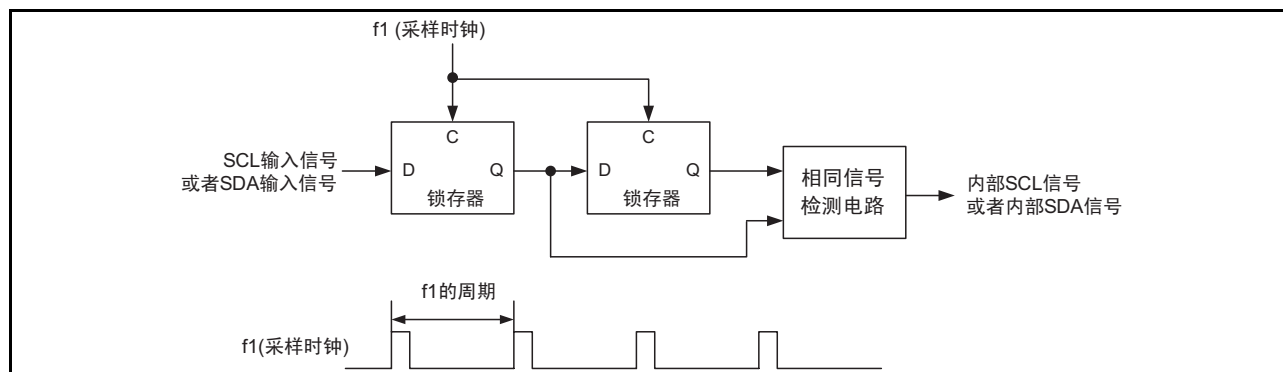 f1 (采样时钟)
C
C
SCL输入信号
或者SDA输入信号
D
Q
锁存器
D
Q
锁存器
相同信号
检测电路
内部SCL信号
或者内部SDA信号
f1的周期
f1(采样时钟)